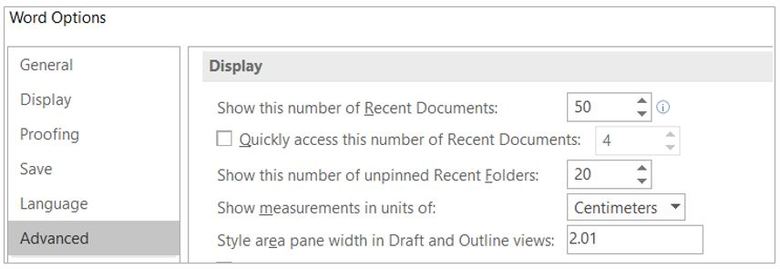 Word Options
General
Display
Proofing
Save
Language
Advanced
Display
Show this number of Recent Documents: 50
Quickly access this number of Recent Documents: 4
Show this number of unpinned Recent Folders: 20
Show measurements in units of: Centimeters
Style area pane width in Draft and Outline views: 2.01